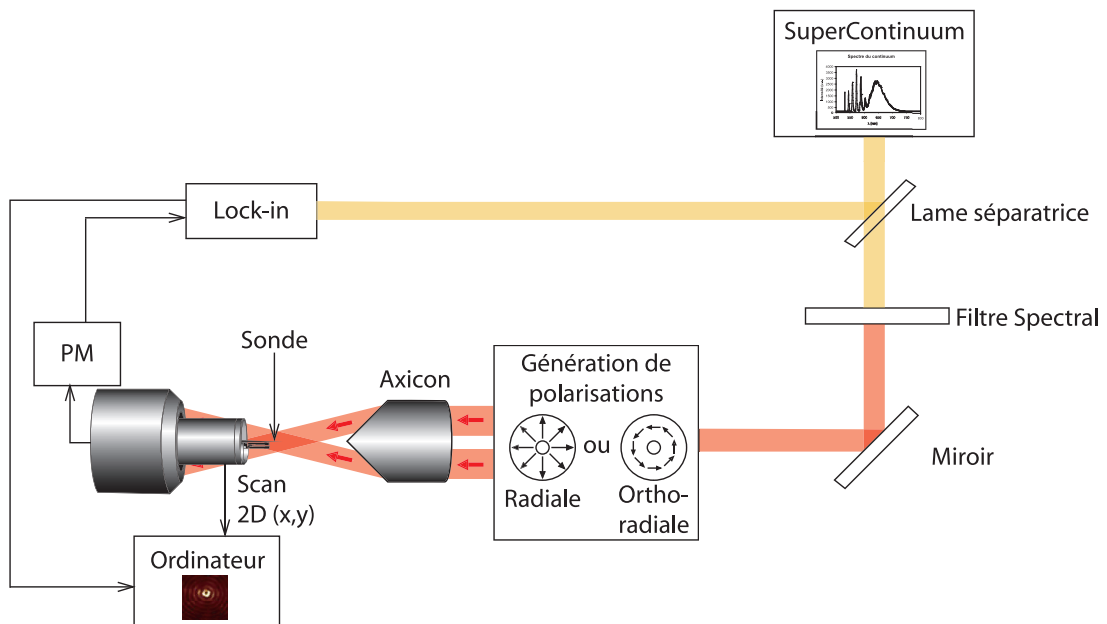 SuperContinuum
Spectre du continuum
Lock-in
Lame séparatrice
Filtre Spectral
PM
Sonde
Axicon
Génération de
polarisations
ou
Radiale
Ortho-
radiale
Miroir
Scan
2D (x,y)
Ordinateur